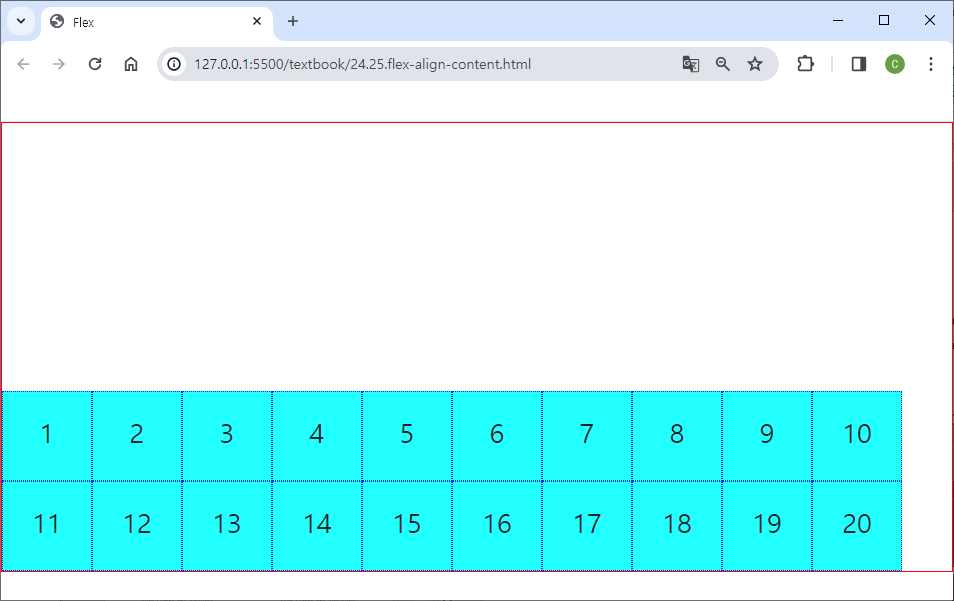 Flex
127.0.0.1:5500/textbook/24.25.flex-align-content.html
C
1 2 3 4 5 6 7 8 9 10
11 12 13 14 15 16 17 18 19 20